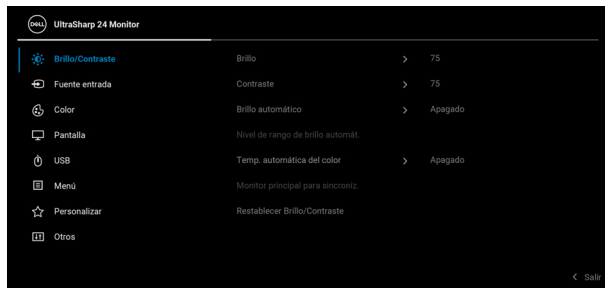 DELL UltraSharp 24 Monitor
Brillo/Contraste Brillo > 75
Fuente entrada Contraste > 75
Color Brillo automático > Apagado
Pantalla Nivel de rango de brillo automát.
USB Temp. automática del color > Apagado
Menú Monitor principal para sincroniz.
Personalizar Restablecer Brillo/Contraste
Otros
< Salir